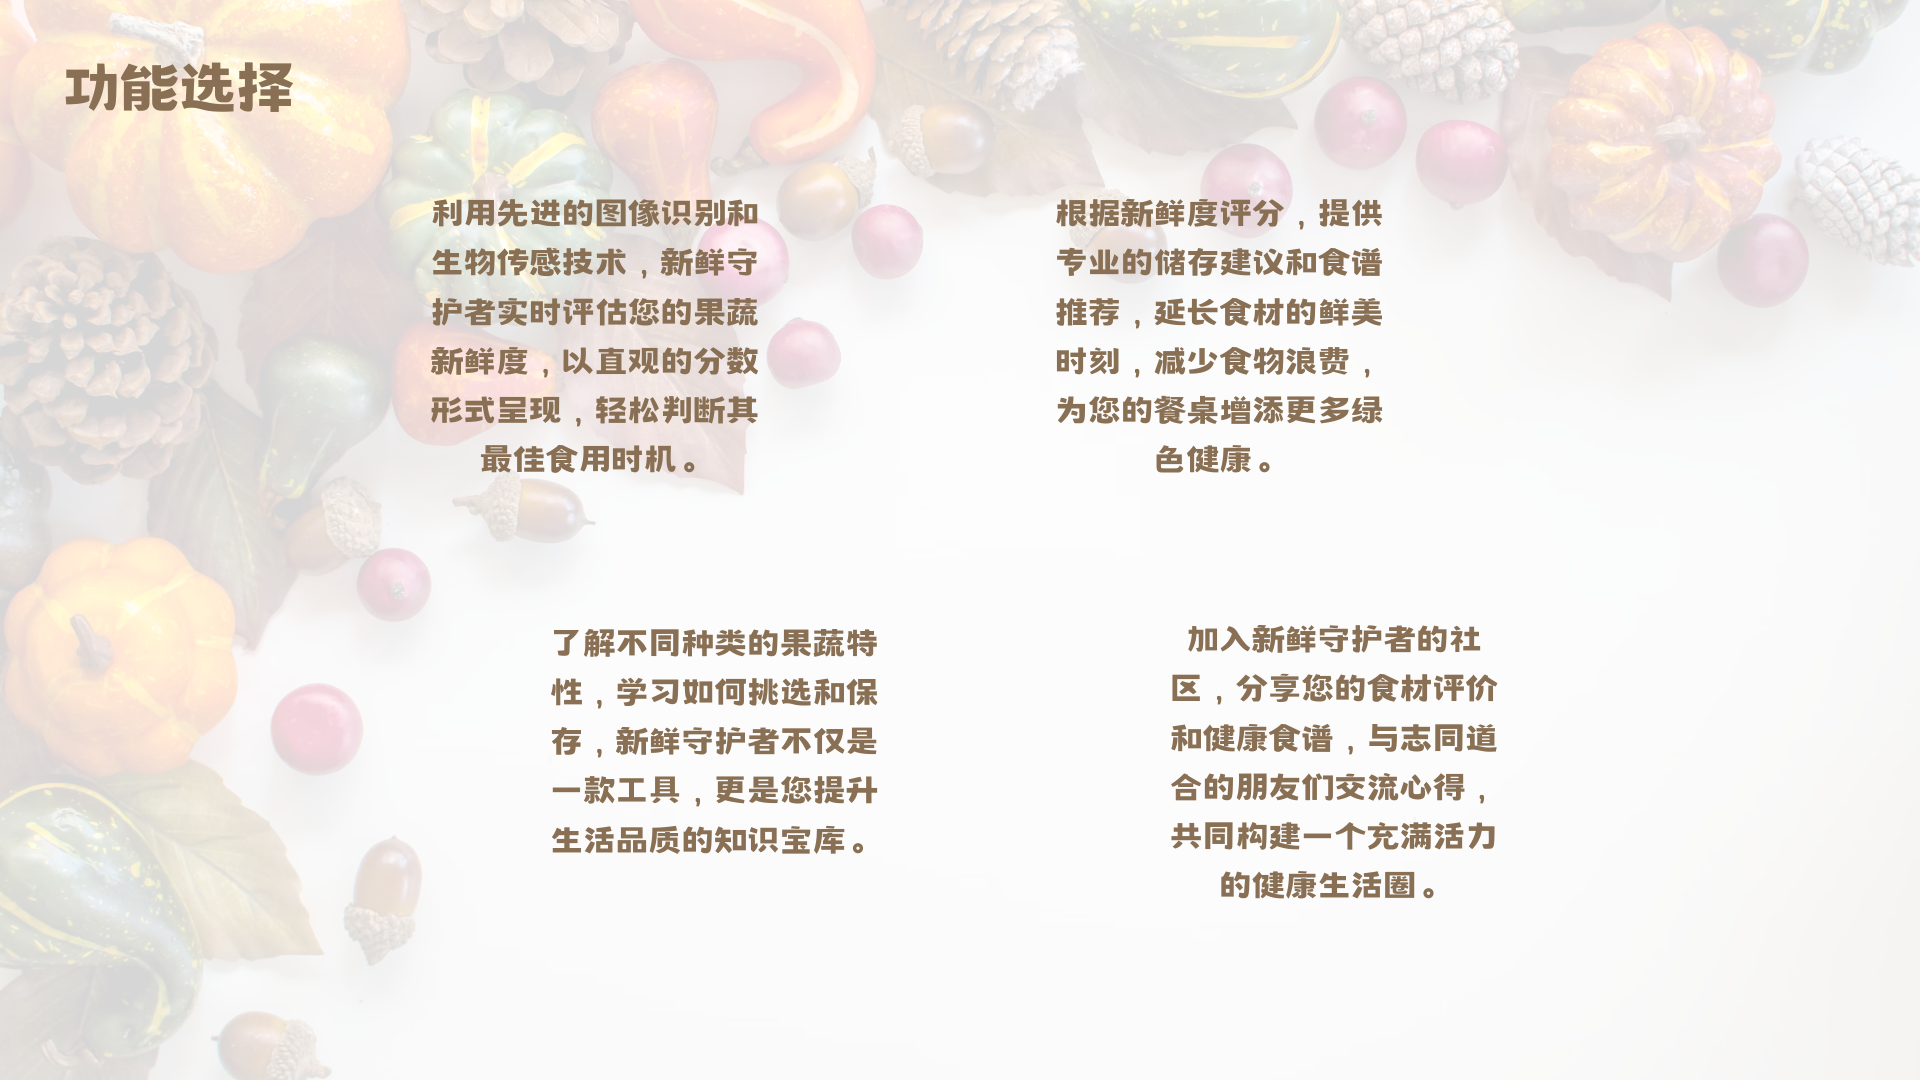 功能选择
利用先进的图像识别和
生物传感技术，新鲜守
护者实时评估您的果蔬
新鲜度，以直观的分数
形式呈现，轻松判断其
最佳食用时机。
根据新鲜度评分，提供
专业的储存建议和食谱
推荐，延长食材的鲜美
时刻，减少食物浪费，
为您的餐桌增添更多绿
色健康。
了解不同种类的果蔬特
性，学习如何挑选和保
存，新鲜守护者不仅是
一款工具，更是您提升
生活品质的知识宝库。
加入新鲜守护者的社
区，分享您的食材评价
和健康食谱，与志同道
合的朋友们交流心得，
共同构建一个充满活力
的健康生活圈。